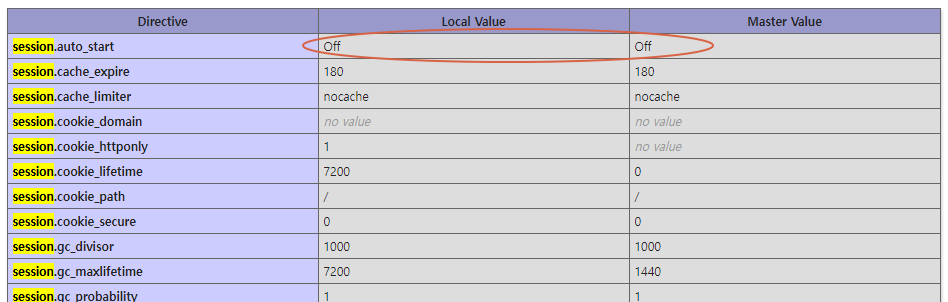 Directive Local Value Master Value
session.auto_start Off Off
session.cache_expire 180 180
session.cache_limiter nocache nocache
session.cookie_domain no value no value
session.cookie_httponly 1 no value
session.cookie_lifetime 7200 0
session.cookie_path / /
session.cookie_secure 0 0
session.gc_divisor 1000 1000
session.gc_maxlifetime 7200 1440
session.gc_probability 1 1